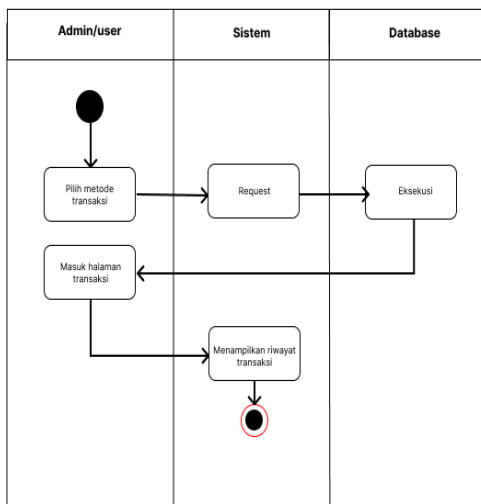 Admin/user
Sistem
Database
Pilih metode
transaksi
Request
Eksekusi
Masuk halaman
transaksi
Menampilkan riwayat
transaksi